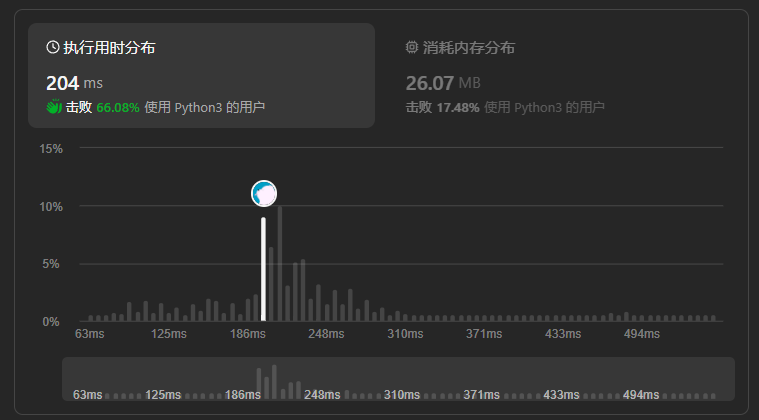 执行用时分布
204 ms
击败 66.08% 使用 Python3 的用户
消耗内存分布
26.07 MB
击败 17.48% 使用 Python3 的用户
15%
10%
5%
0%
63ms 125ms 186ms 248ms 310ms 371ms 433ms 494ms
63ms 125ms 186ms 248ms 310ms 371ms 433ms 494ms